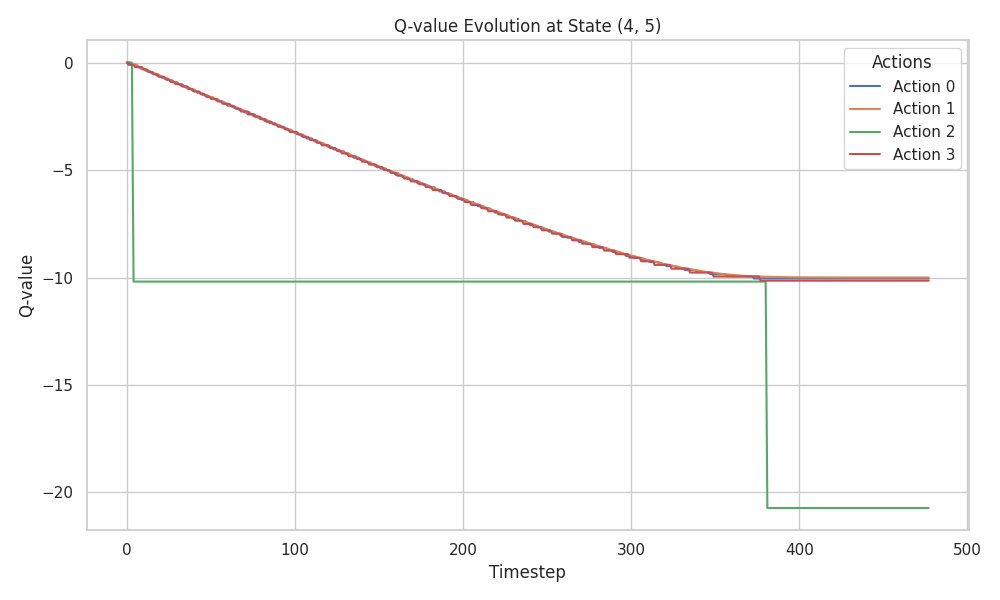 Q-value Evolution at State (4, 5)
Actions
Action 0
Action 1
Action 2
Action 3
Q-value
0
−5
−10
−15
−20
0 100 200 300 400 500
Timestep